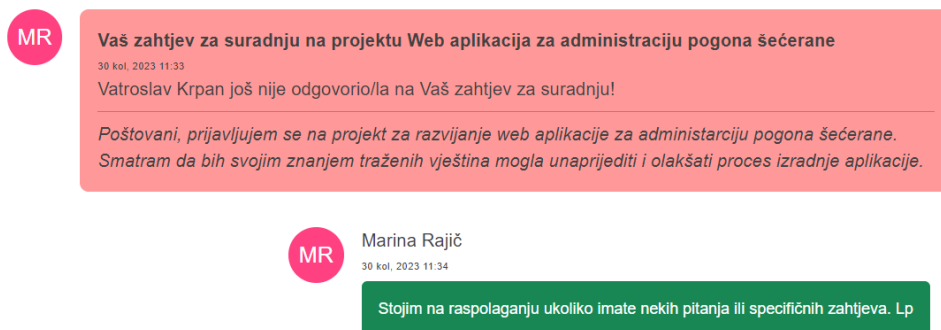 MR
Vaš zahtjev za suradnju na projektu Web aplikacija za administraciju pogona šećerane
30 kol, 2023 11:33
Vatroslav Krpan još nije odgovorio/la na Vaš zahtjev za suradnju!
Poštovani, prijavljujem se na projekt za razvijanje web aplikacije za administarciju pogona šećerane.
Smatram da bih svojim znanjem traženih vještina mogla unaprijediti i olakšati proces izradnje aplikacije.
MR
Marina Rajič
30 kol, 2023 11:34
Stojim na raspolaganju ukoliko imate nekih pitanja ili specifičnih zahtjeva. Lp